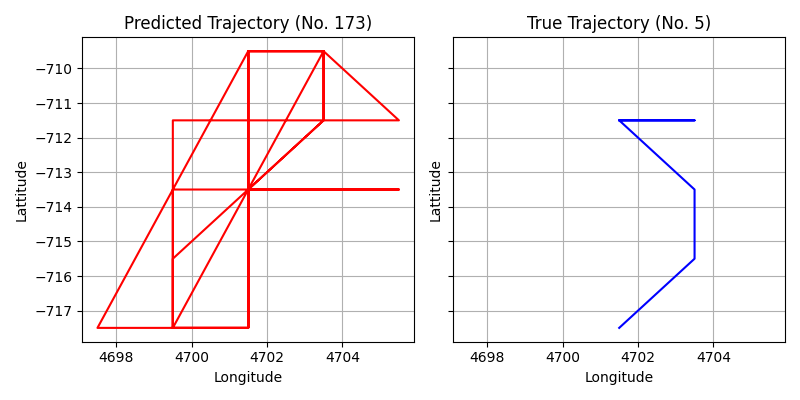 Predicted Trajectory (No. 173)
True Trajectory (No. 5)
Lattitude
−710
−711
−712
−713
−714
−715
−716
−717
4698
4700
4702
4704
Longitude
Lattitude
4698
4700
4702
4704
Longitude